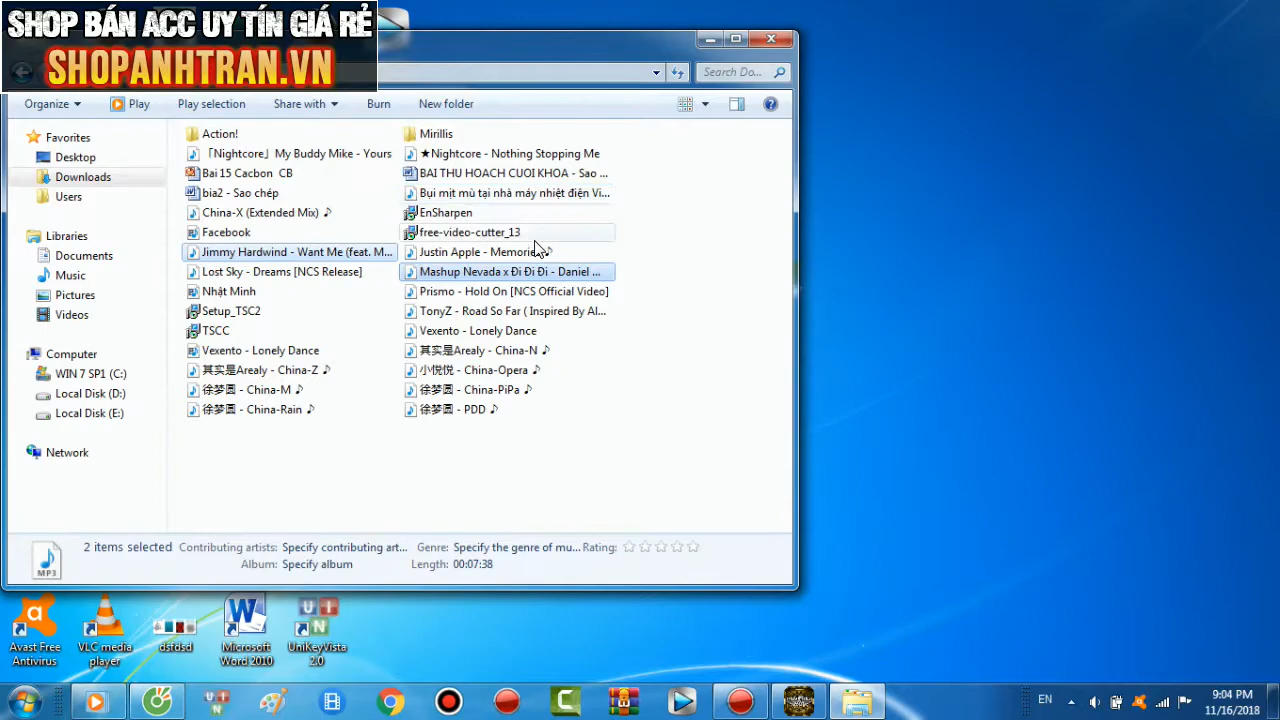 SHOP BÁN ACC UY TÍN GIÁ RẺ
SHOPANHTRAN.VN
Search Do...
Organize
Play
Play selection
Share with
Burn
New folder
Favorites
Desktop
Downloads
Users
Libraries
Documents
Music
Pictures
Videos
Computer
WIN 7 SP1 (C:)
Local Disk (D:)
Local Disk (E:)
Network
Action!
「Nightcore」My Buddy Mike - Yours
Bai 15 Cacbon CB
bia2 - Sao chép
China-X (Extended Mix) ♪
Facebook
Jimmy Hardwind - Want Me (feat. M...
Lost Sky - Dreams [NCS Release]
Nhật Minh
Setup_TSC2
TSCC
Vexento - Lonely Dance
其实是Arealy - China-Z ♪
徐梦圆 - China-M ♪
徐梦圆 - China-Rain ♪
Mirillis
★Nightcore - Nothing Stopping Me
BAI THU HOACH CUOI KHOA - Sao ...
Bụi mịt mù tại nhà máy nhiệt điện Vi...
EnSharpen
free-video-cutter_13
Justin Apple - Memorie ♪
Mashup Nevada x Đi Đi Đi - Daniel ...
Prismo - Hold On [NCS Official Video]
TonyZ - Road So Far ( Inspired By Al...
Vexento - Lonely Dance
其实是Arealy - China-N ♪
小悦悦 - China-Opera ♪
徐梦圆 - China-PiPa ♪
徐梦圆 - PDD ♪
2 items selected
Contributing artists: Specify contributing art...
Album: Specify album
Genre: Specify the genre of mu...
Length: 00:07:38
Rating:
MP3
Avast Free
Antivirus
VLC media
player
dsfdsd
Microsoft
Word 2010
UniKeyVista
2.0
EN
9:04 PM
11/16/2018